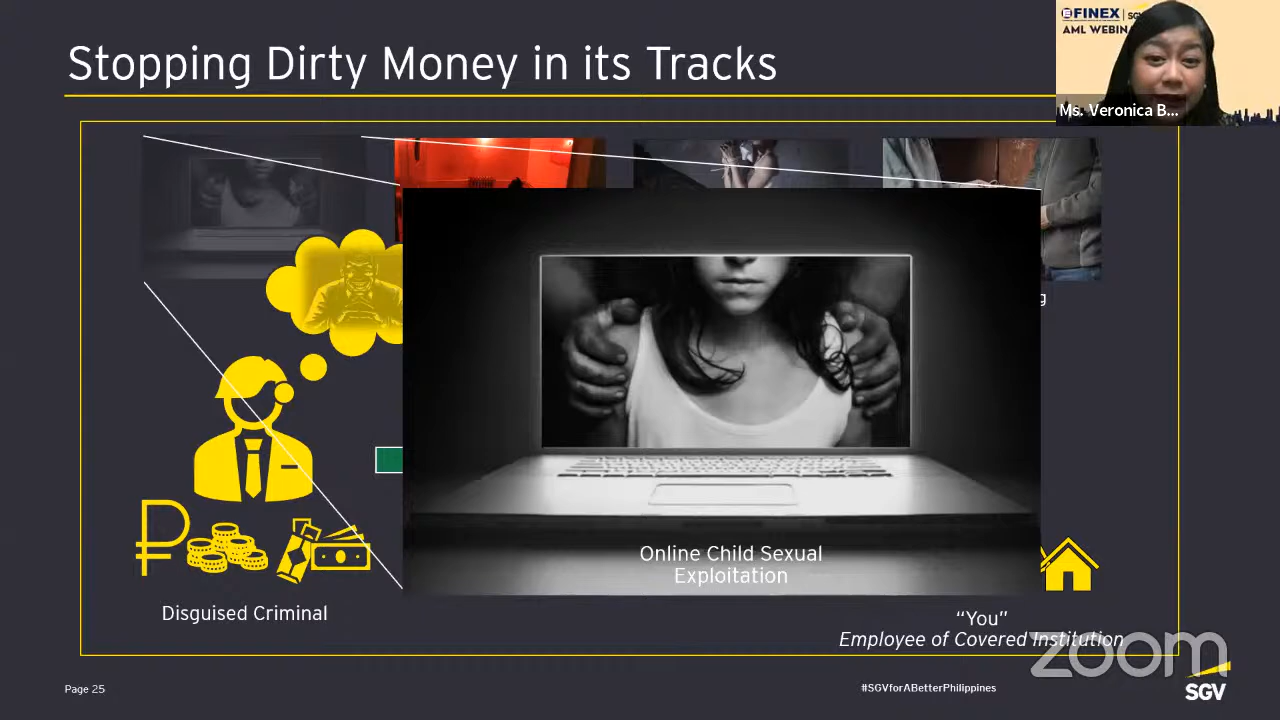 Stopping Dirty Money in its Tracks
FINEX | SGV
AML WEBIN
Ms. Veronica B...
g
Online Child Sexual
Exploitation
Disguised Criminal
“You”
Employee of Covered Institution
zoom
Page 25
#SGVforABetterPhilippines
SGV